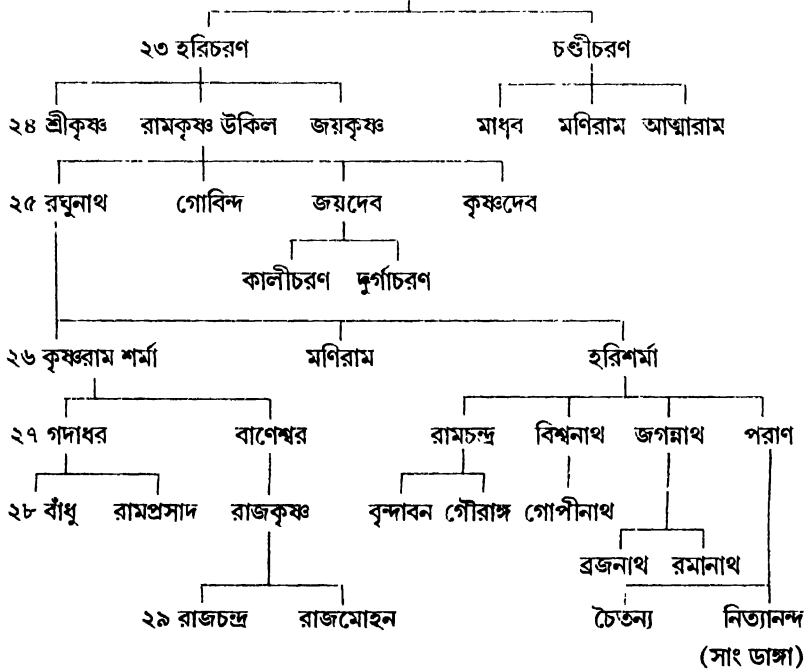 ২৩ হরিচরণ চণ্ডীচরণ
২৪ শ্রীকৃষ্ণ রামকৃষ্ণ উকিল জয়কৃষ্ণ মাধব মণিরাম আত্মারাম
২৫ রঘুনাথ গোবিন্দ জয়দেব কৃষ্ণদেব
কালীচরণ দুর্গাচরণ
২৬ কৃষ্ণরাম শর্মা মণিরাম হরিশর্মা
২৭ গদাধর বাণেশ্বর রামচন্দ্র বিশ্বনাথ জগন্নাথ পরাণ
২৮ বাঁধু রামপ্রসাদ রাজকৃষ্ণ বৃন্দাবন গৌরাঙ্গ গোপীনাথ
ব্রজনাথ রমানাথ
২৯ রাজচন্দ্র রাজমোহন চৈতন্য নিত্যানন্দ
(সাং ডাঙ্গা)